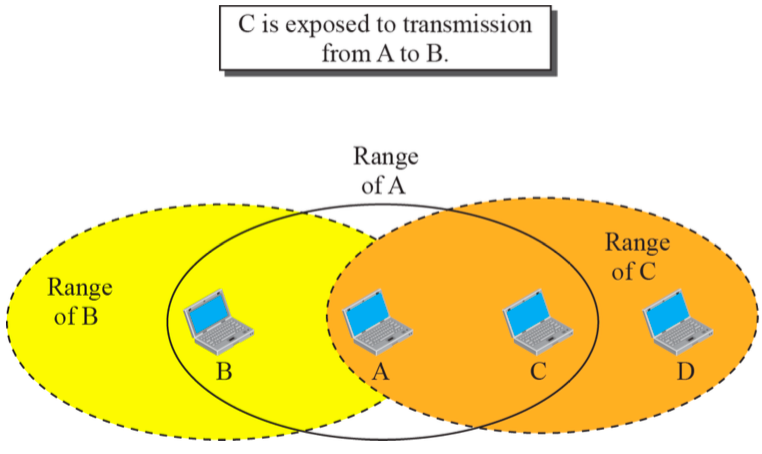 C is exposed to transmission
from A to B.
Range
of A
Range
of B
Range
of C
B
A
C
D